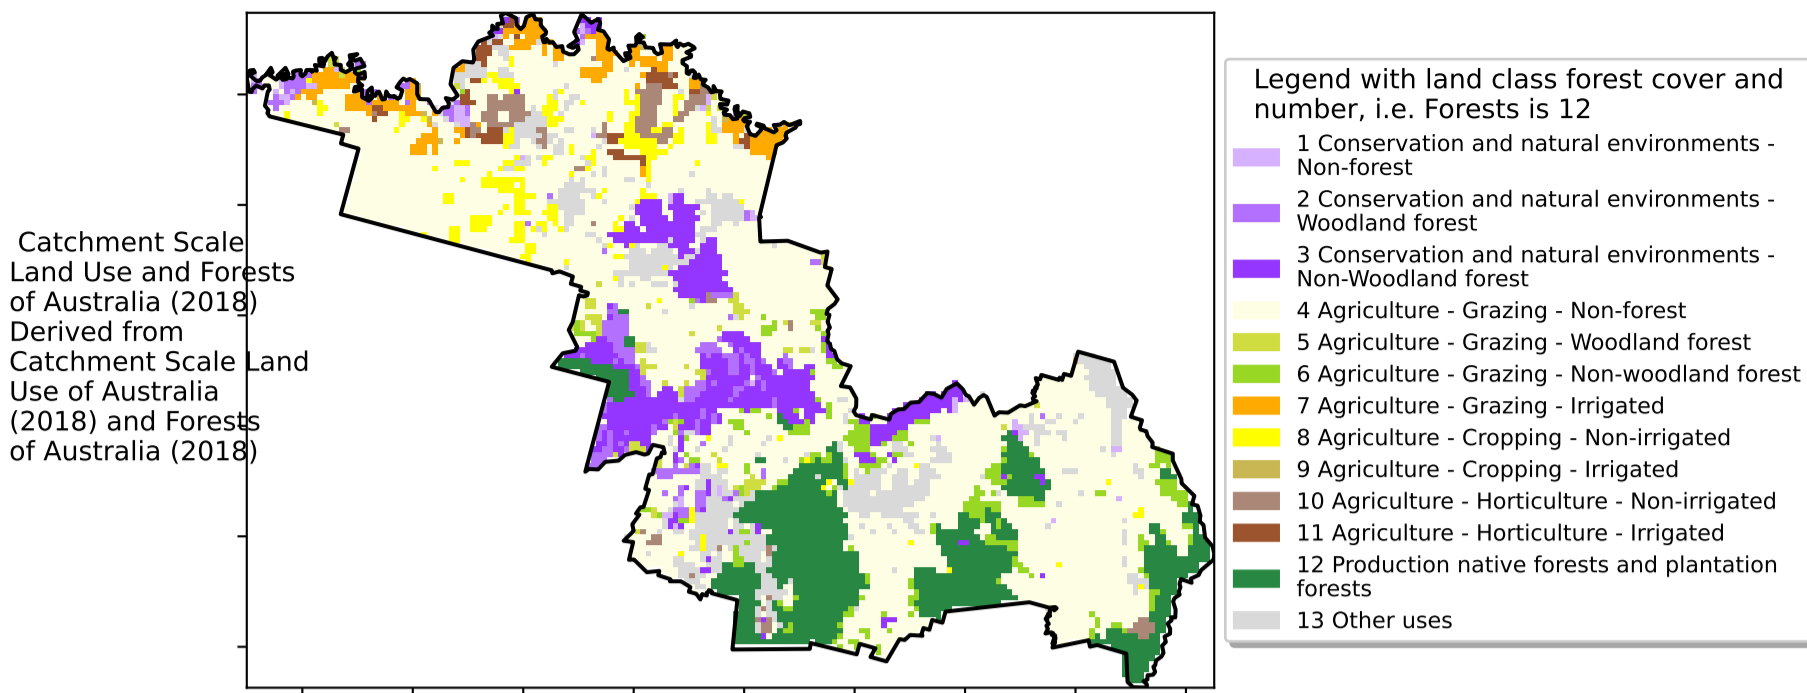 Catchment Scale
Land Use and Forests
of Australia (2018)
Derived from
Catchment Scale Land
Use of Australia
(2018) and Forests
of Australia (2018)
Legend with land class forest cover and
number, i.e. Forests is 12
1 Conservation and natural environments -
Non-forest
2 Conservation and natural environments -
Woodland forest
3 Conservation and natural environments -
Non-Woodland forest
4 Agriculture - Grazing - Non-forest
5 Agriculture - Grazing - Woodland forest
6 Agriculture - Grazing - Non-woodland forest
7 Agriculture - Grazing - Irrigated
8 Agriculture - Cropping - Non-irrigated
9 Agriculture - Cropping - Irrigated
10 Agriculture - Horticulture - Non-irrigated
11 Agriculture - Horticulture - Irrigated
12 Production native forests and plantation
forests
13 Other uses